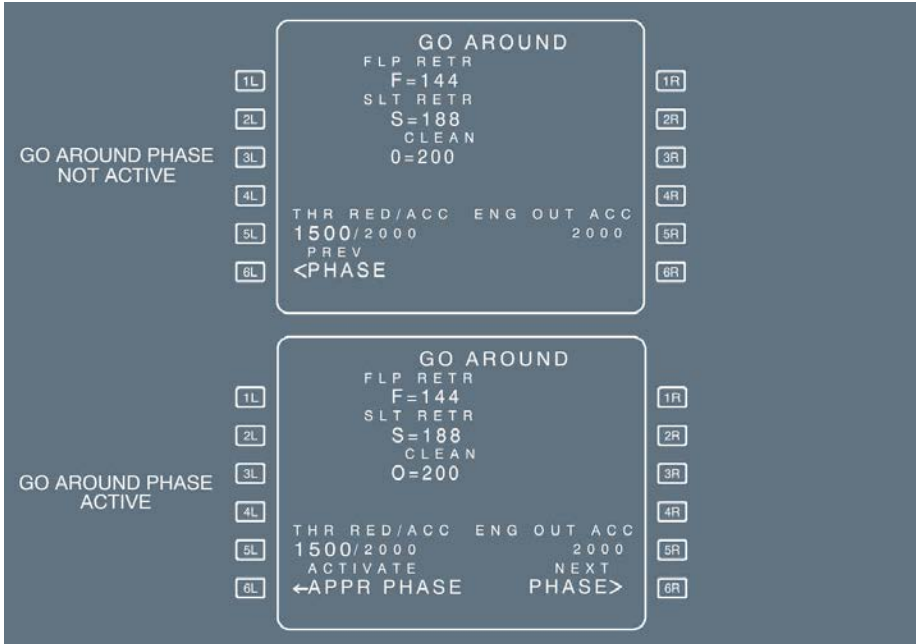 GO AROUND PHASE
NOT ACTIVE
GO AROUND
FLP RETR
1L F=144 1R
SLT RETR
2L S=188 2R
CLEAN
3L 0=200 3R
4L 4R
THR RED/ACC ENG OUT ACC
5L 1500/2000 2000 5R
PREV
6L <PHASE 6R
GO AROUND PHASE
ACTIVE
GO AROUND
FLP RETR
1L F=144 1R
SLT RETR
2L S=188 2R
CLEAN
3L O=200 3R
4L 4R
THR RED/ACC ENG OUT ACC
5L 1500/2000 2000 5R
ACTIVATE NEXT
6L ←APPR PHASE PHASE> 6R